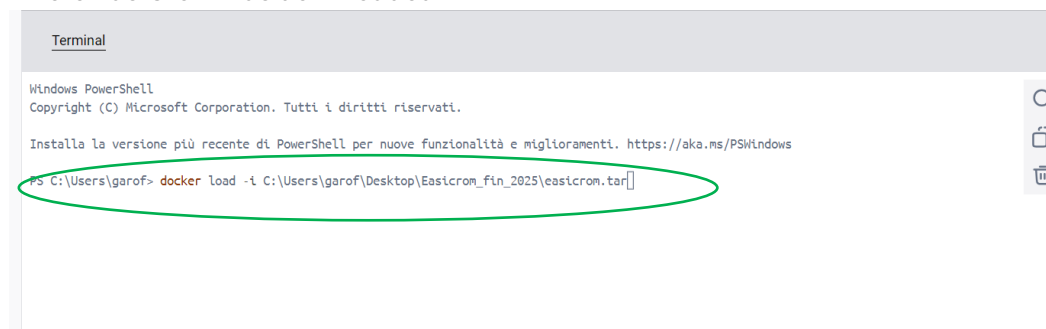 Terminal
Windows PowerShell
Copyright (C) Microsoft Corporation. Tutti i diritti riservati.
Installa la versione più recente di PowerShell per nuove funzionalità e miglioramenti. https://aka.ms/PSWindows
PS C:\Users\garof> docker load -i C:\Users\garof\Desktop\Easicrom_fin_2025\easicrom.tar